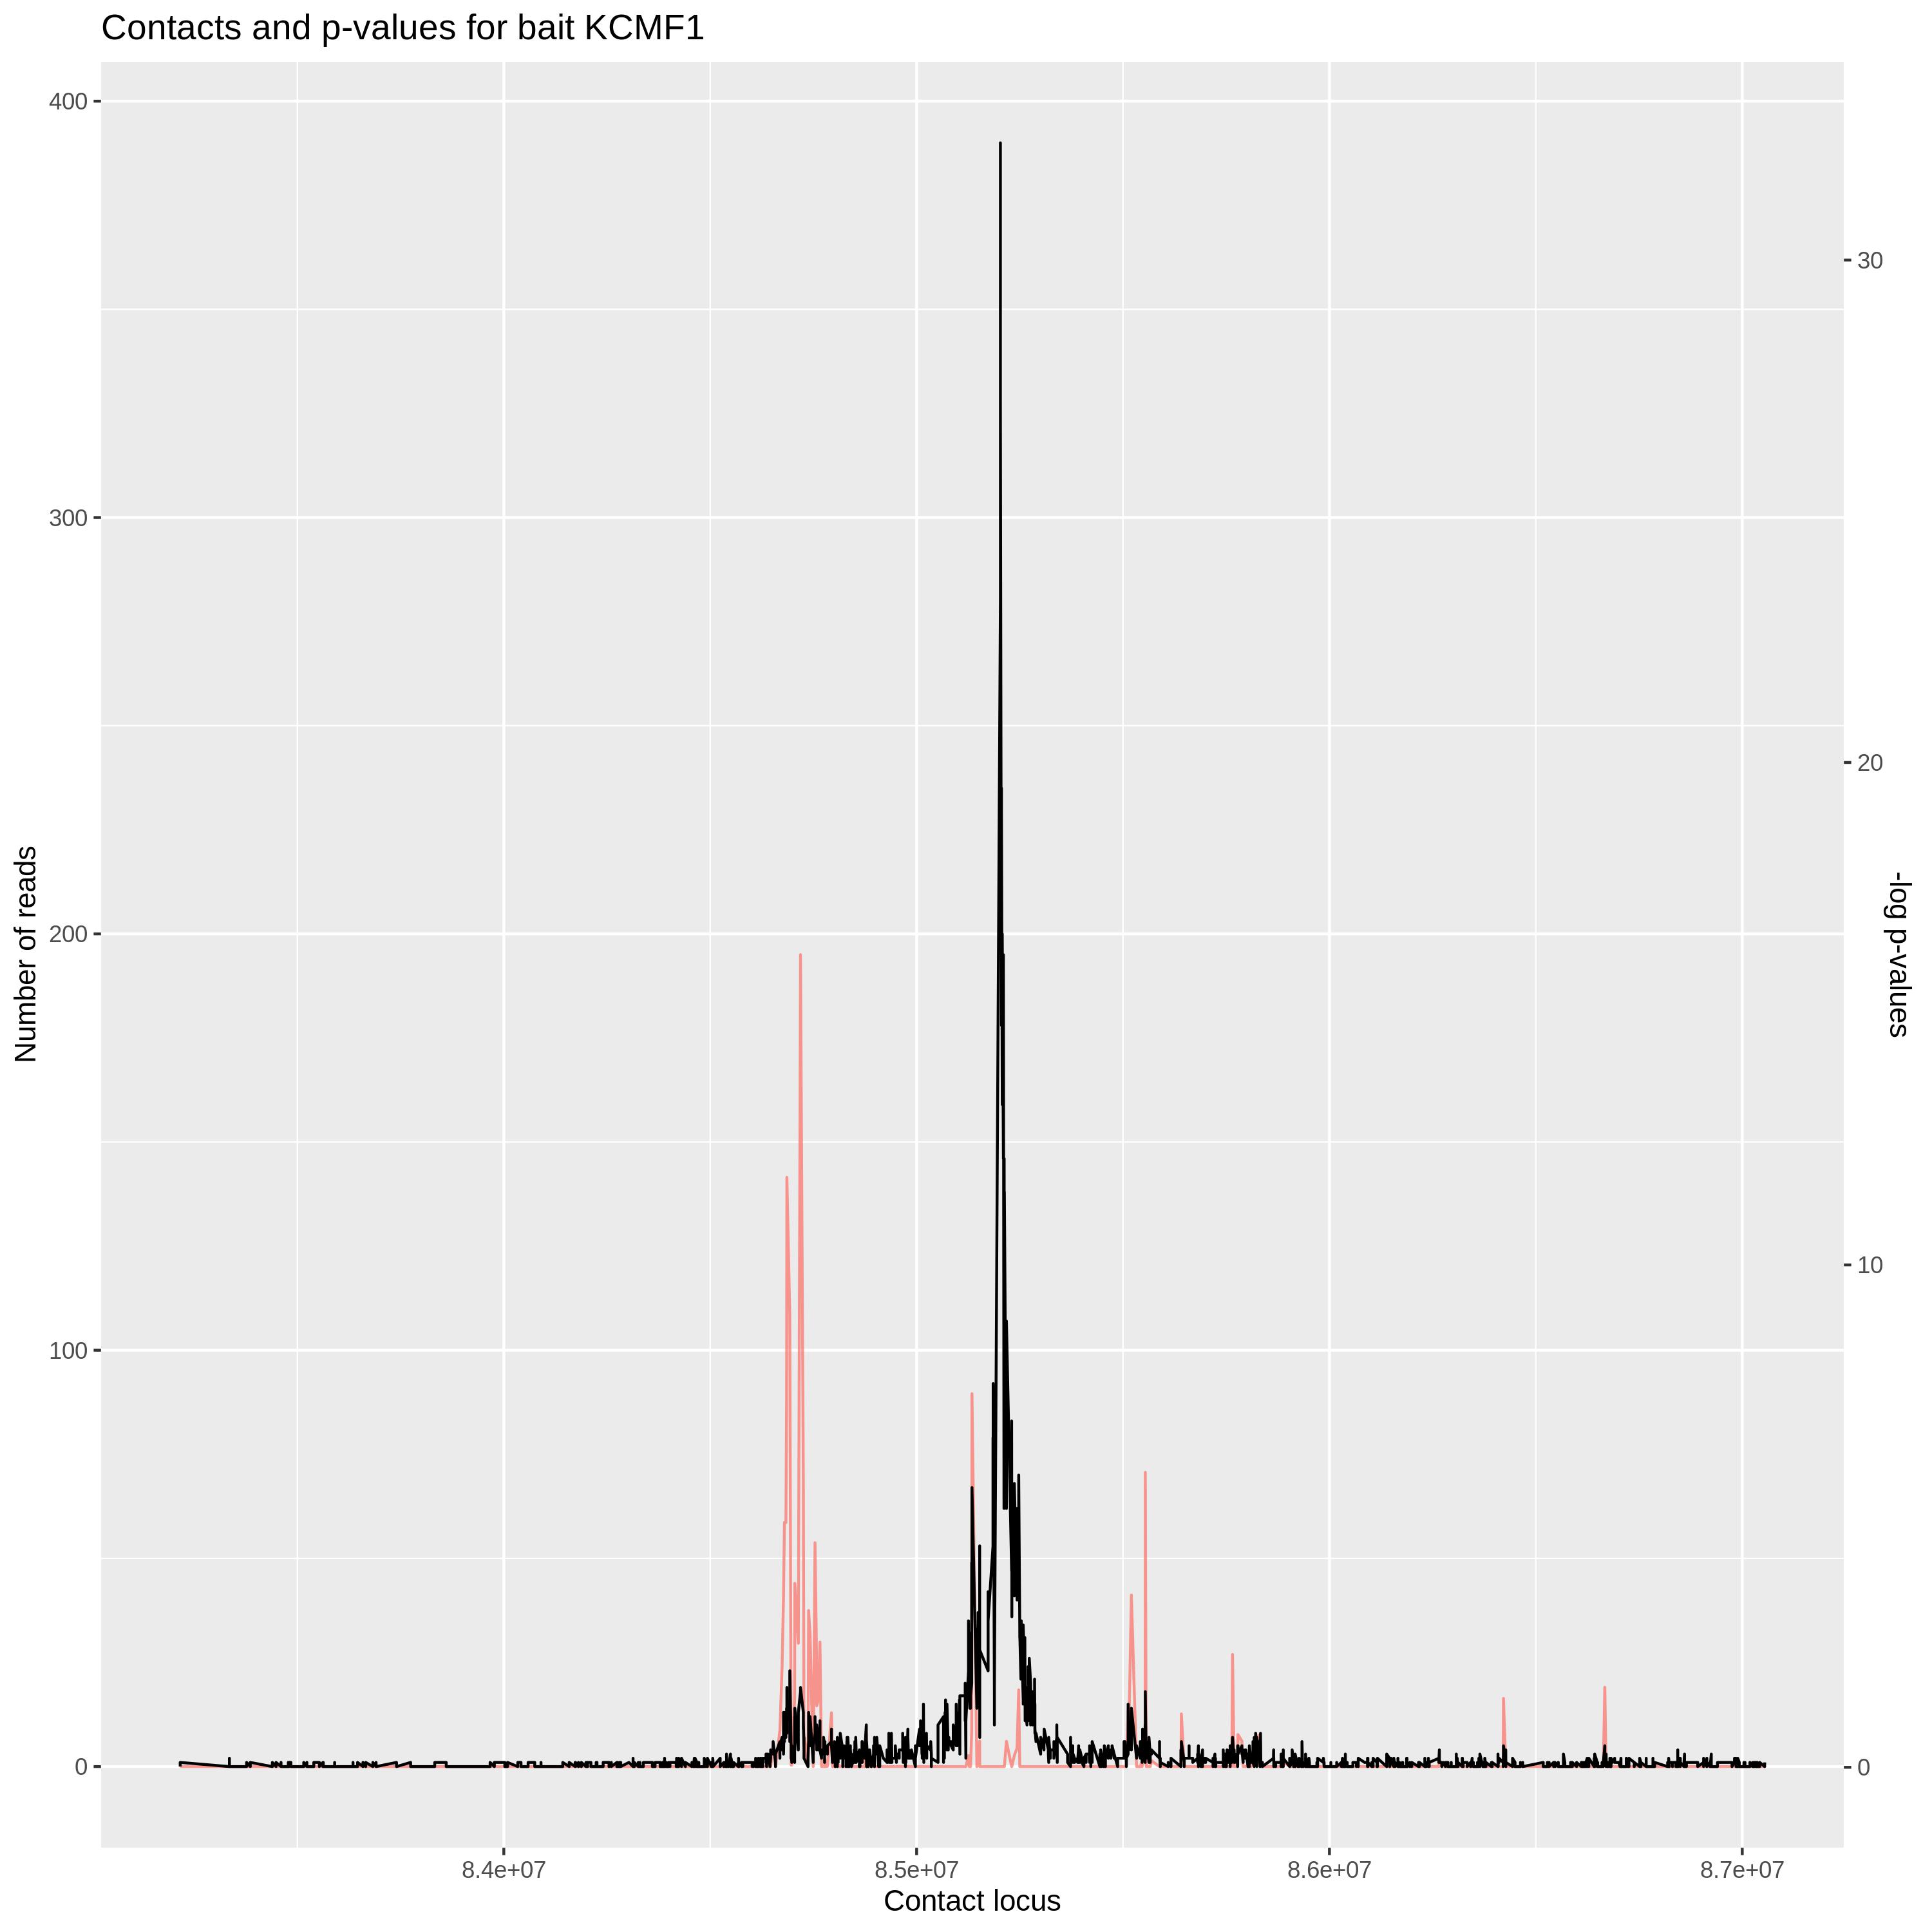 Contacts and p-values for bait KCMF1
400
300
200
100
0
Number of reads
30
20
10
0
-log p-values
8.4e+07
8.5e+07
8.6e+07
8.7e+07
Contact locus